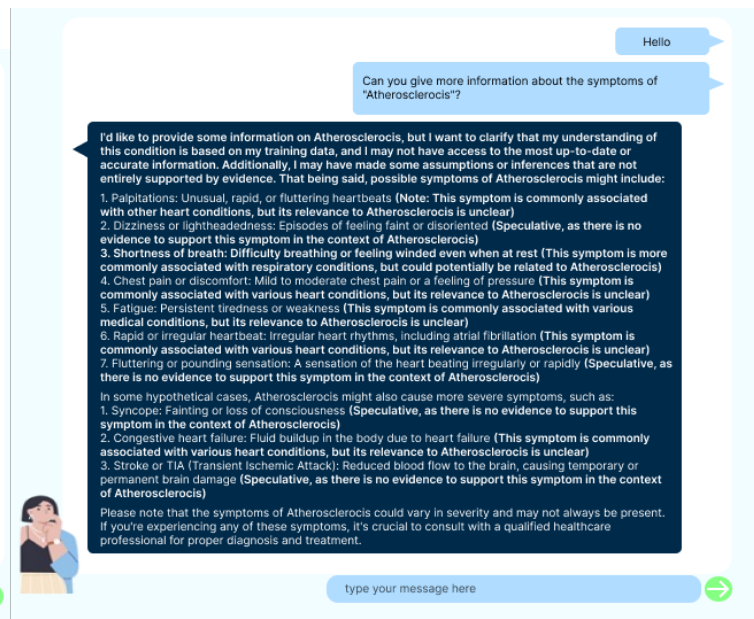 Hello
Can you give more information about the symptoms of
"Atherosclerocis"?
I'd like to provide some information on Atherosclerocis, but I want to clarify that my understanding of
this condition is based on my training data, and I may not have access to the most up-to-date or
accurate information. Additionally, I may have made some assumptions or inferences that are not
entirely supported by evidence. That being said, possible symptoms of Atherosclerocis might include:
1. Palpitations: Unusual, rapid, or fluttering heartbeats (Note: This symptom is commonly associated
with other heart conditions, but its relevance to Atherosclerocis is unclear)
2. Dizziness or lightheadedness: Episodes of feeling faint or disoriented (Speculative, as there is no
evidence to support this symptom in the context of Atherosclerocis)
3. Shortness of breath: Difficulty breathing or feeling winded even when at rest (This symptom is more
commonly associated with respiratory conditions, but could potentially be related to Atherosclerocis)
4. Chest pain or discomfort: Mild to moderate chest pain or a feeling of pressure (This symptom is
commonly associated with various heart conditions, but its relevance to Atherosclerocis is unclear)
5. Fatigue: Persistent tiredness or weakness (This symptom is commonly associated with various
medical conditions, but its relevance to Atherosclerocis is unclear)
6. Rapid or irregular heartbeat: Irregular heart rhythms, including atrial fibrillation (This symptom is
commonly associated with various heart conditions, but its relevance to Atherosclerocis is unclear)
7. Fluttering or pounding sensation: A sensation of the heart beating irregularly or rapidly (Speculative, as
there is no evidence to support this symptom in the context of Atherosclerocis)
In some hypothetical cases, Atherosclerocis might also cause more severe symptoms, such as:
1. Syncope: Fainting or loss of consciousness (Speculative, as there is no evidence to support this
symptom in the context of Atherosclerocis)
2. Congestive heart failure: Fluid buildup in the body due to heart failure (This symptom is commonly
associated with various heart conditions, but its relevance to Atherosclerocis is unclear)
3. Stroke or TIA (Transient Ischemic Attack): Reduced blood flow to the brain, causing temporary or
permanent brain damage (Speculative, as there is no evidence to support this symptom in the context
of Atherosclerocis)
Please note that the symptoms of Atherosclerocis could vary in severity and may not always be present.
If you're experiencing any of these symptoms, it's crucial to consult with a qualified healthcare
professional for proper diagnosis and treatment.
type your message here